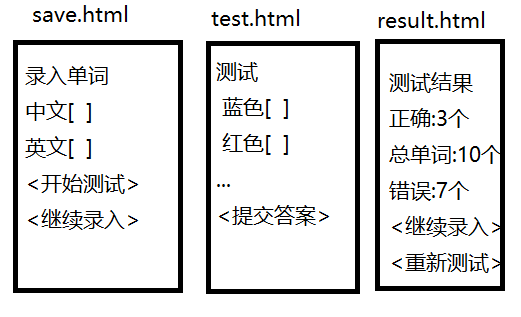 save.html
录入单词
中文[ ]
英文[ ]
<开始测试>
<继续录入>
test.html
测试
蓝色[ ]
红色[ ]
...
<提交答案>
result.html
测试结果
正确:3个
总单词:10个
错误:7个
<继续录入>
<重新测试>